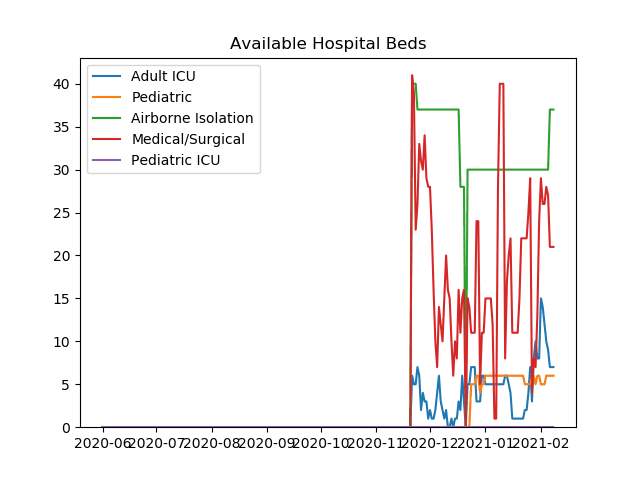 Available Hospital Beds
Adult ICU
Pediatric
Airborne Isolation
Medical/Surgical
Pediatric ICU
40
35
30
25
20
15
10
5
0
2020-06 2020-07 2020-08 2020-09 2020-10 2020-11 2020-12 2021-01 2021-02